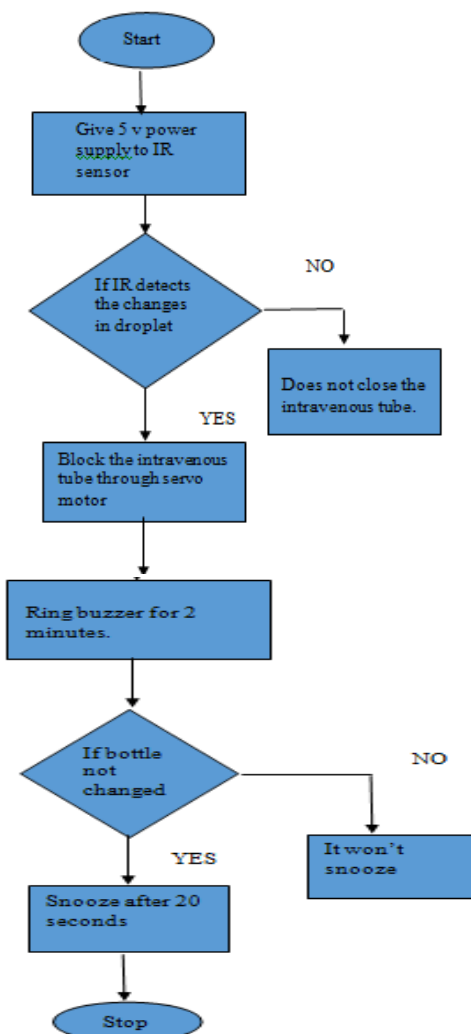 Start
Give 5 v power
supply to IR
sensor
If IR detects
the changes
in droplet
NO
Does not close the
intravenous tube.
YES
Block the intravenous
tube through servo
motor
Ring buzzer for 2
minutes.
If bottle
not
changed
NO
It won't
snooze
YES
Snooze after 20
seconds
Stop